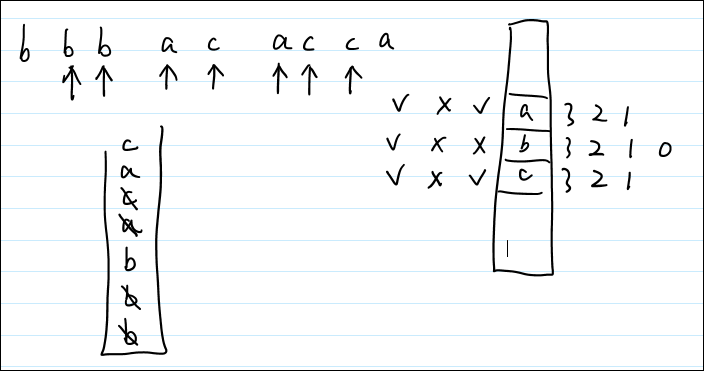 b b b a c a c c a
↑ ↑ ↑ ↑ ↑ ↑ ↑
√ x √ a 3 2 1
√ x x b 3 2 1 0
√ x √ c 3 2 1
c
a
c
a
b
b
b